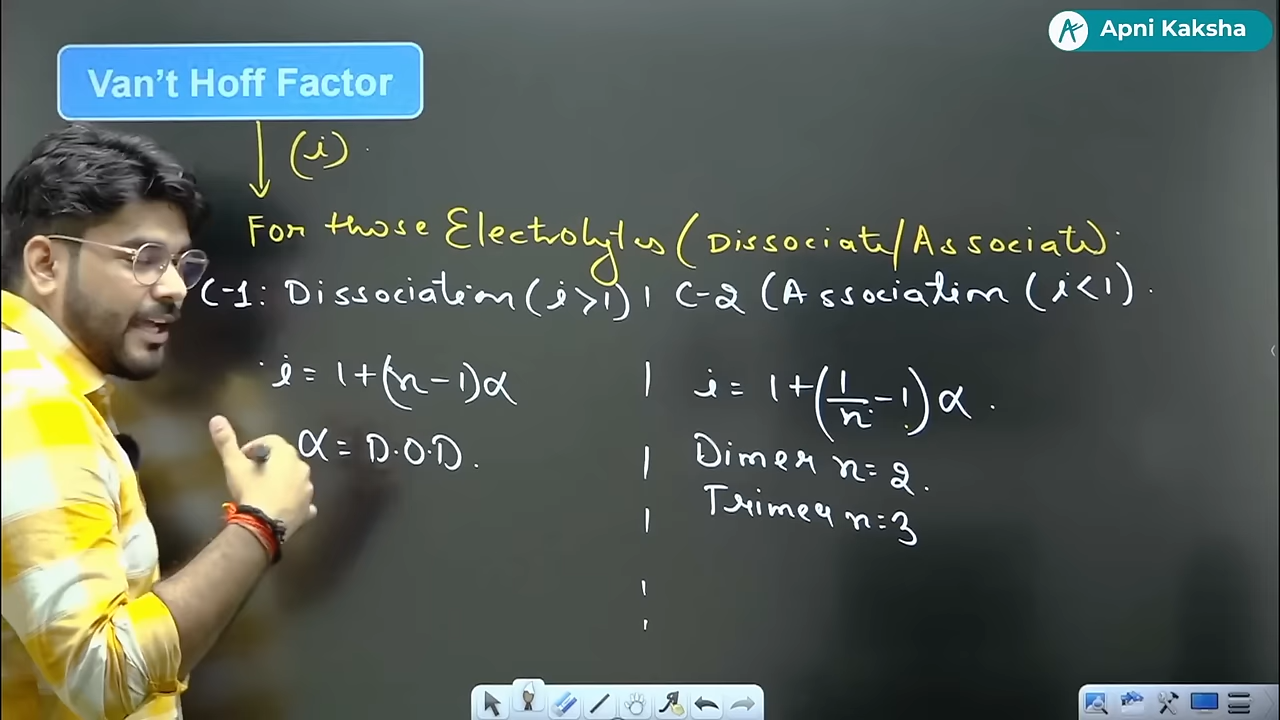 Apni Kaksha
Van't Hoff Factor
(i)
For those Electrolytes (Dissociate/Associate)
C-1: Dissociation (i>1) | C-2 (Association (i<1).
i = 1+(n-1)α
α = D.O.D.
i = 1+(1/n -1)α.
Dimer n=2.
Trimer n=3